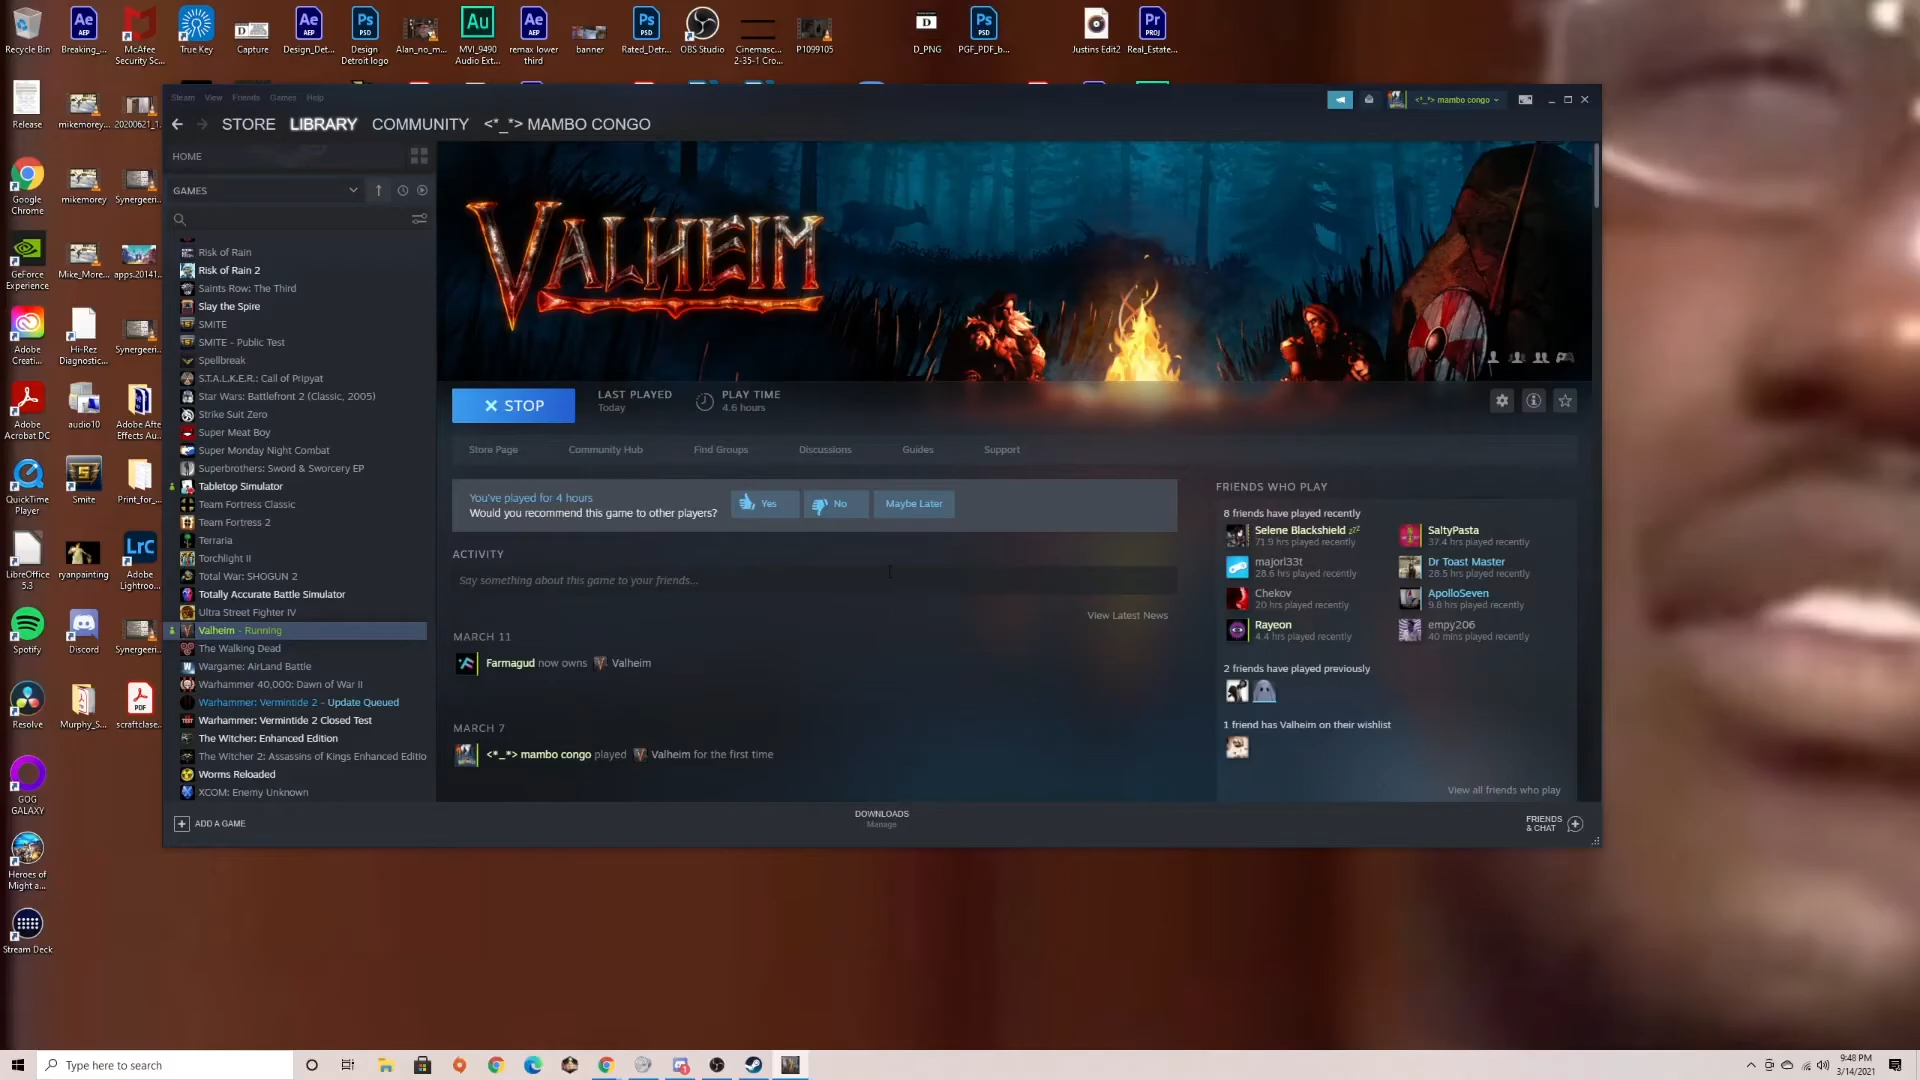 Recycle Bin
Breaking_...
McAfee Security Sc...
True Key
Capture
Design_Det...
Design Detroit logo
Alan_no_m...
MVI_9490 Audio Ext...
remax lower third
banner
Rated_Detr...
OBS Studio
Cinemasc... 2-35-1 Cro...
P1099105
D_PNG
PGF_PDF_b...
Justins Edit2
Real_Estate...
Release
mikemorey...
20200621_1...
Google Chrome
mikemorey
Synergeeri...
GeForce Experience
Mike_More...
apps.20141...
Adobe Creati...
Hi-Rez Diagnostic...
Synergeeri...
Adobe Acrobat DC
audio10
Adobe After Effects Au...
QuickTime Player
Smite
Print_for_...
LibreOffice 5.3
ryanpainting
Adobe Lightroo...
Spotify
Discord
Synergeeri...
Resolve
Murphy_S...
scraftclase...
GOG GALAXY
Heroes of Might a...
Stream Deck
Steam View Friends Games Help
<*_*> mambo congo
STORE LIBRARY COMMUNITY <*_*> MAMBO CONGO
HOME
GAMES
Risk of Rain
Risk of Rain 2
Saints Row: The Third
Slay the Spire
SMITE
SMITE - Public Test
Spellbreak
S.T.A.L.K.E.R.: Call of Pripyat
Star Wars: Battlefront 2 (Classic, 2005)
Strike Suit Zero
Super Meat Boy
Super Monday Night Combat
Superbrothers: Sword & Sworcery EP
Tabletop Simulator
Team Fortress Classic
Team Fortress 2
Terraria
Torchlight II
Total War: SHOGUN 2
Totally Accurate Battle Simulator
Ultra Street Fighter IV
Valheim - Running
The Walking Dead
Wargame: AirLand Battle
Warhammer 40,000: Dawn of War II
Warhammer: Vermintide 2 - Update Queued
Warhammer: Vermintide 2 Closed Test
The Witcher: Enhanced Edition
The Witcher 2: Assassins of Kings Enhanced Editio
Worms Reloaded
XCOM: Enemy Unknown
ADD A GAME
VALHEIM
STOP
LAST PLAYED
Today
PLAY TIME
4.6 hours
Store Page Community Hub Find Groups Discussions Guides Support
You've played for 4 hours
Would you recommend this game to other players?
Yes No Maybe Later
ACTIVITY
Say something about this game to your friends...
View Latest News
MARCH 11
Farmagud now owns Valheim
MARCH 7
<*_*> mambo congo played Valheim for the first time
FRIENDS WHO PLAY
8 friends have played recently
Selene Blackshield zzz
71.9 hrs played recently
SaltyPasta
37.4 hrs played recently
majorl33t
28.6 hrs played recently
Dr Toast Master
28.5 hrs played recently
Chekov
20 hrs played recently
ApolloSeven
9.8 hrs played recently
Rayeon
4.4 hrs played recently
empy206
40 mins played recently
2 friends have played previously
1 friend has Valheim on their wishlist
View all friends who play
DOWNLOADS
Manage
FRIENDS
& CHAT
Type here to search
9:48 PM
3/14/2021